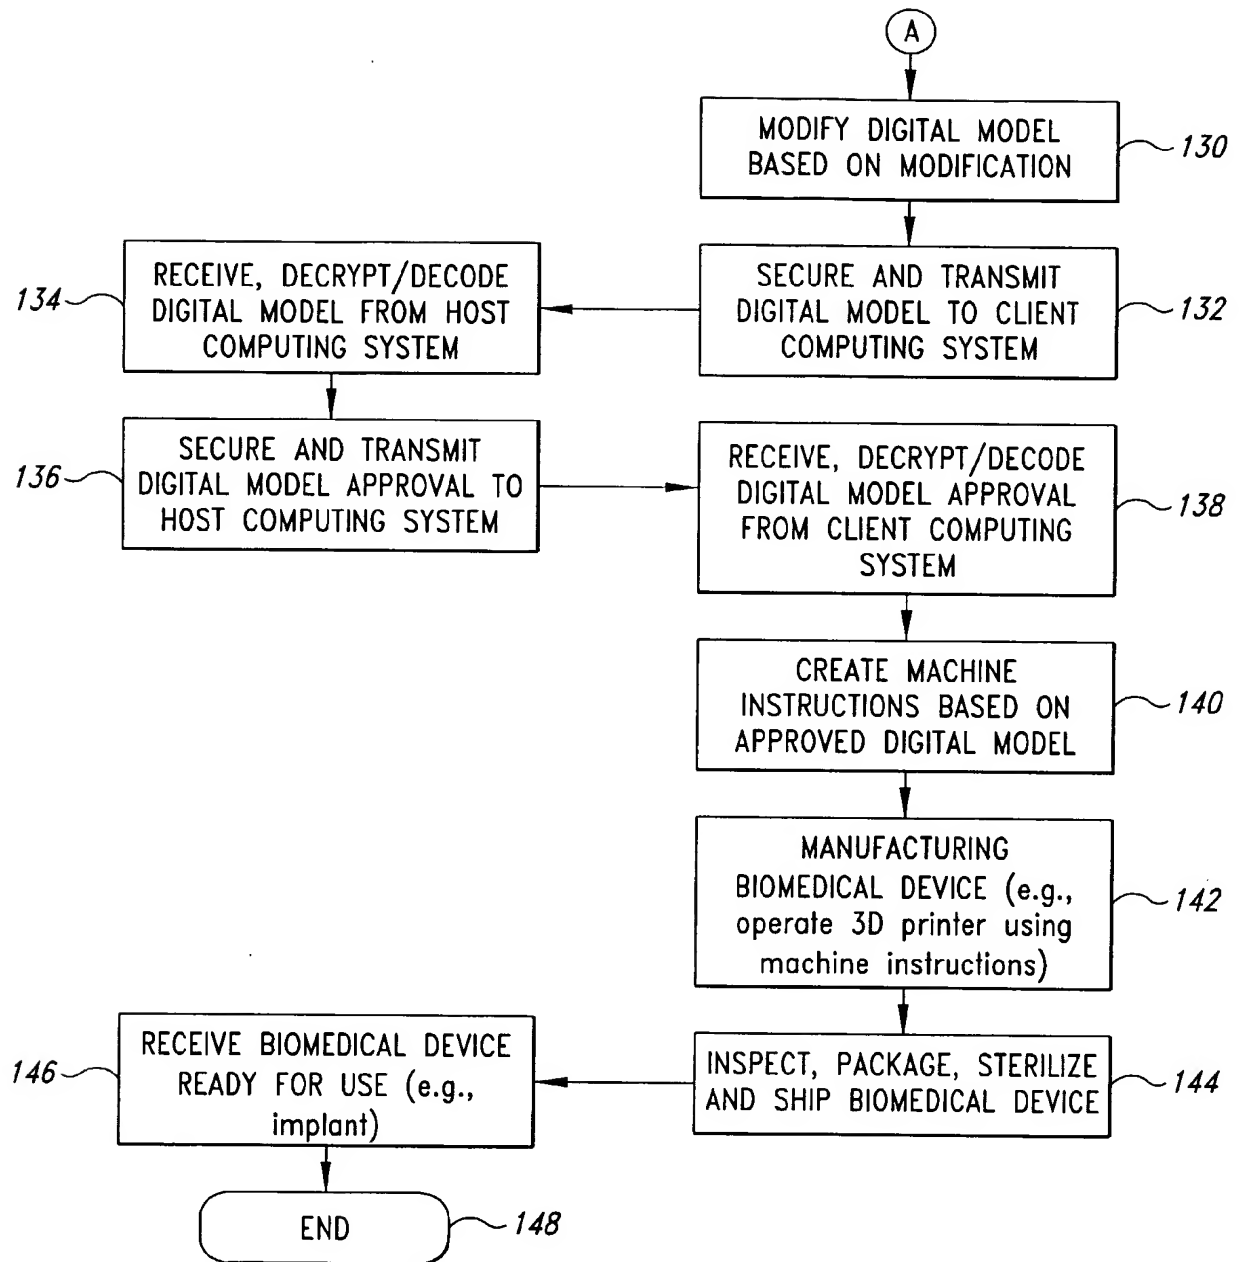 A
MODIFY DIGITAL MODEL
BASED ON MODIFICATION
130
SECURE AND TRANSMIT
DIGITAL MODEL TO CLIENT
COMPUTING SYSTEM
132
RECEIVE, DECRYPT/DECODE
DIGITAL MODEL FROM HOST
COMPUTING SYSTEM
134
SECURE AND TRANSMIT
DIGITAL MODEL APPROVAL TO
HOST COMPUTING SYSTEM
136
RECEIVE, DECRYPT/DECODE
DIGITAL MODEL APPROVAL
FROM CLIENT COMPUTING
SYSTEM
138
CREATE MACHINE
INSTRUCTIONS BASED ON
APPROVED DIGITAL MODEL
140
MANUFACTURING
BIOMEDICAL DEVICE (e.g.,
operate 3D printer using
machine instructions)
142
INSPECT, PACKAGE, STERILIZE
AND SHIP BIOMEDICAL DEVICE
144
RECEIVE BIOMEDICAL DEVICE
READY FOR USE (e.g.,
implant)
146
END
148